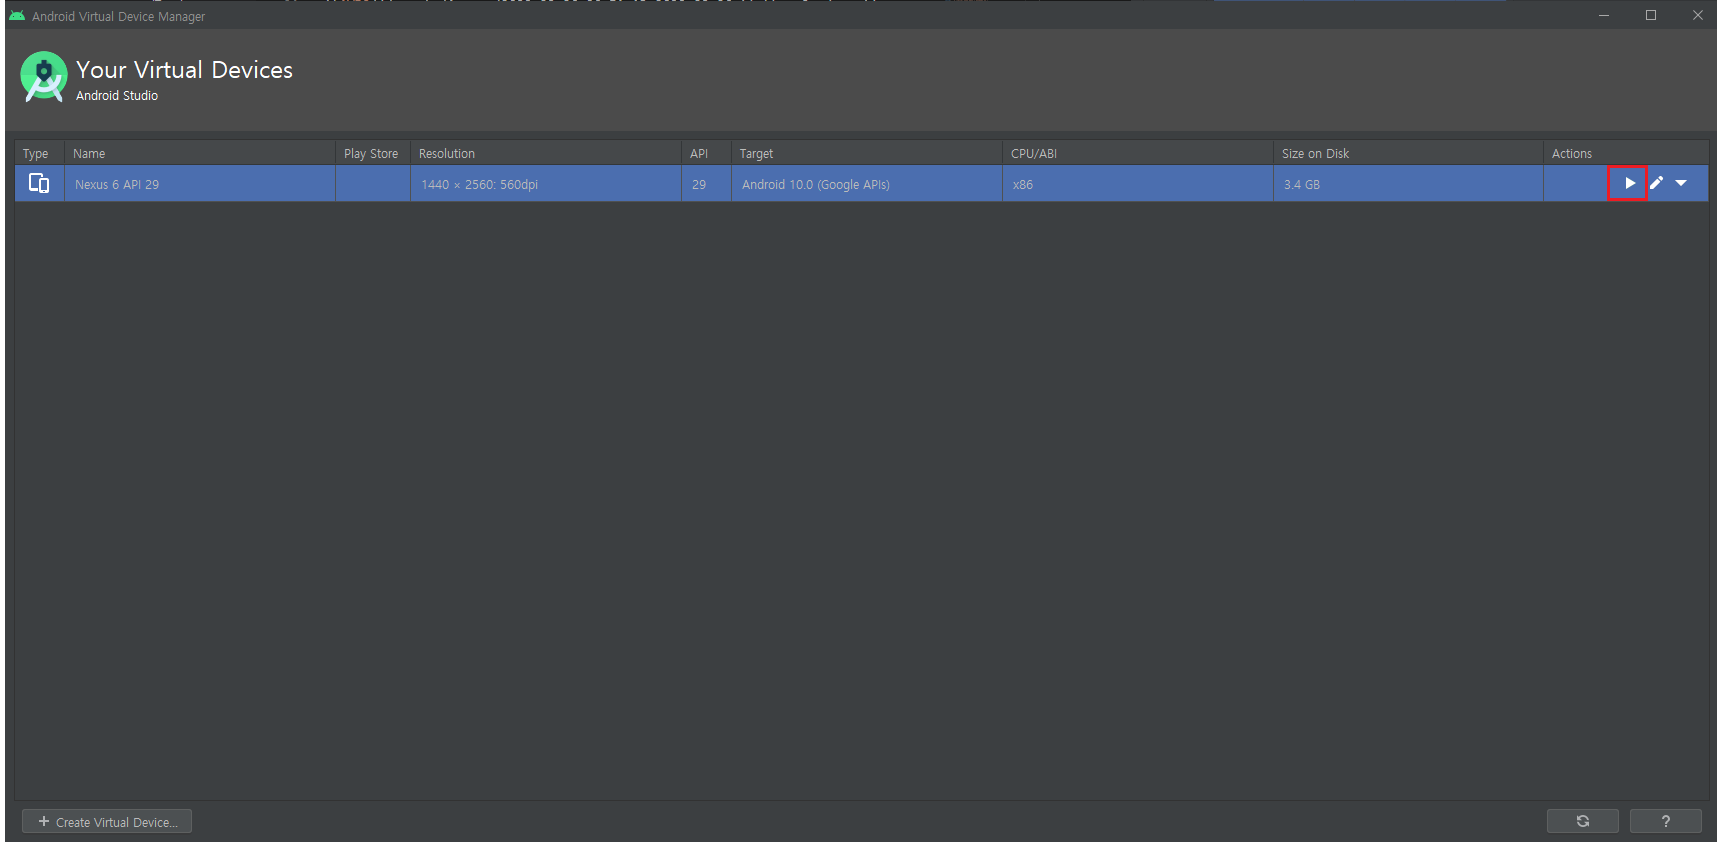 Android Virtual Device Manager
Your Virtual Devices
Android Studio
Type Name Play Store Resolution API Target CPU/ABI Size on Disk Actions
Nexus 6 API 29 1440 × 2560: 560dpi 29 Android 10.0 (Google APIs) x86 3.4 GB
+ Create Virtual Device... ?